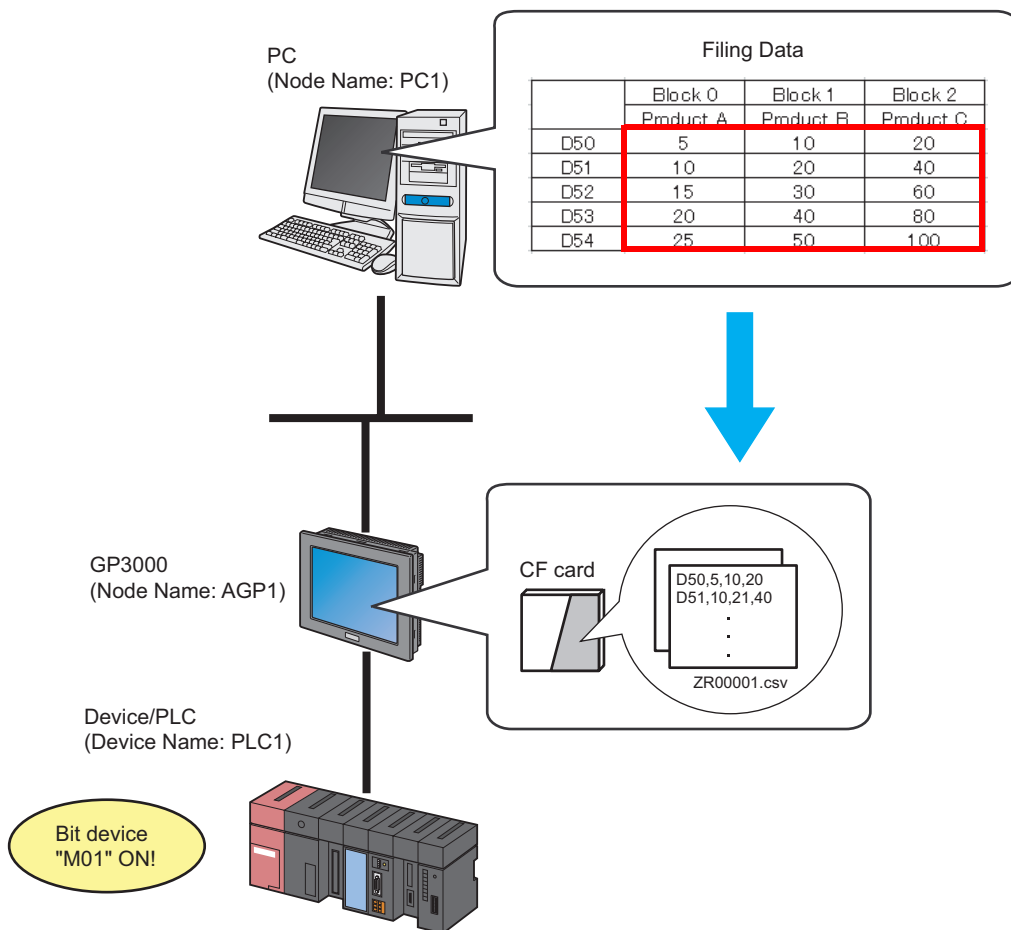 PC
(Node Name: PC1)
Filing Data
Block 0 Block 1 Block 2
Product A Product B Product C
D50 5 10 20
D51 10 20 40
D52 15 30 60
D53 20 40 80
D54 25 50 100
GP3000
(Node Name: AGP1)
CF card
D50,5,10,20
D51,10,21,40
.
.
.
ZR00001.csv
Device/PLC
(Device Name: PLC1)
Bit device
"M01" ON!